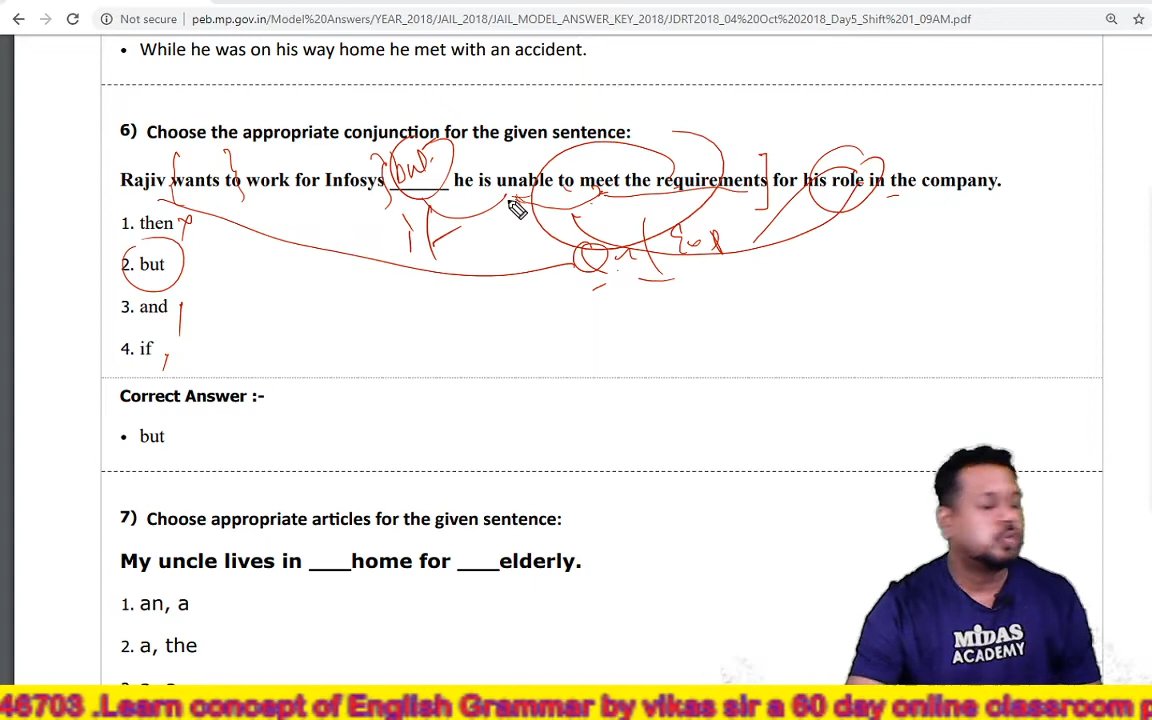 Not secure | peb.mp.gov.in/Model%20Answers/YEAR_2018/JAIL_2018/JAIL_MODEL_ANSWER_KEY_2018/JDRT2018_04%20Oct%202018_Day5_Shift%201_09AM.pdf
• While he was on his way home he met with an accident.
6) Choose the appropriate conjunction for the given sentence:
but
Rajiv wants to work for Infosys ______ he is unable to meet the requirements for his role in the company.
1. then
2. but
3. and
4. if
Correct Answer :-
• but
7) Choose appropriate articles for the given sentence:
My uncle lives in ___home for ___elderly.
1. an, a
2. a, the
MIDAS
ACADEMY
46708 .Learn concept of English Grammar by vikas sir a 60 day online classroom p